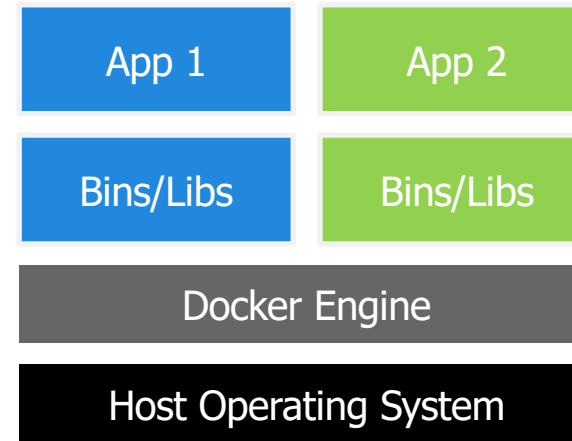 App 1
App 2
Bins/Libs
Bins/Libs
Docker Engine
Host Operating System